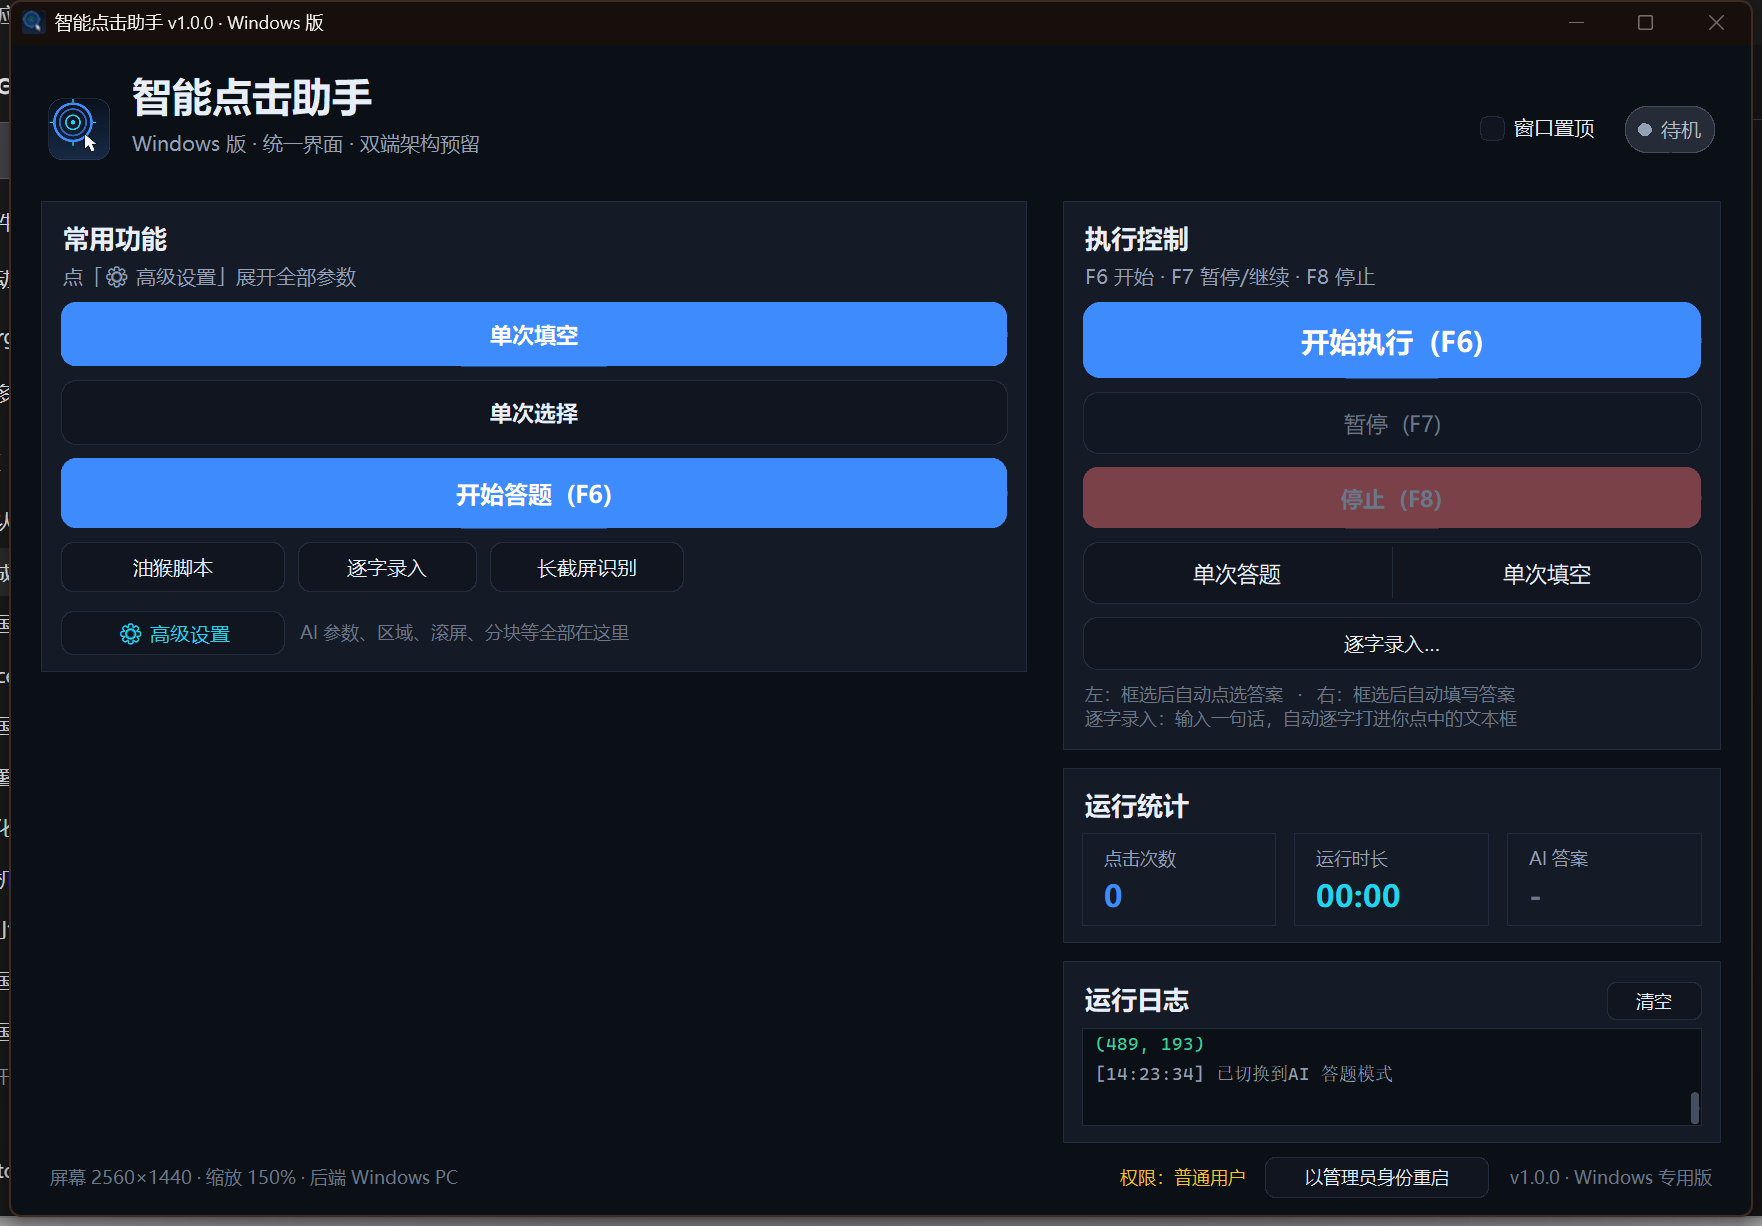 智能点击助手 v1.0.0 · Windows 版
智能点击助手
Windows 版 · 统一界面 · 双端架构预留
窗口置顶
待机
常用功能
点「⚙ 高级设置」展开全部参数
单次填空
单次选择
开始答题（F6）
油猴脚本
逐字录入
长截屏识别
⚙ 高级设置
AI 参数、区域、滚屏、分块等全部在这里
执行控制
F6 开始 · F7 暂停/继续 · F8 停止
开始执行（F6）
暂停（F7）
停止（F8）
单次答题
单次填空
逐字录入...
左：框选后自动点选答案 · 右：框选后自动填写答案
逐字录入：输入一句话，自动逐字打进你点中的文本框
运行统计
点击次数
0
运行时长
00:00
AI 答案
-
运行日志
清空
(489, 193)
[14:23:34] 已切换到AI 答题模式
屏幕 2560×1440 · 缩放 150% · 后端 Windows PC
权限：普通用户
以管理员身份重启
v1.0.0 · Windows 专用版